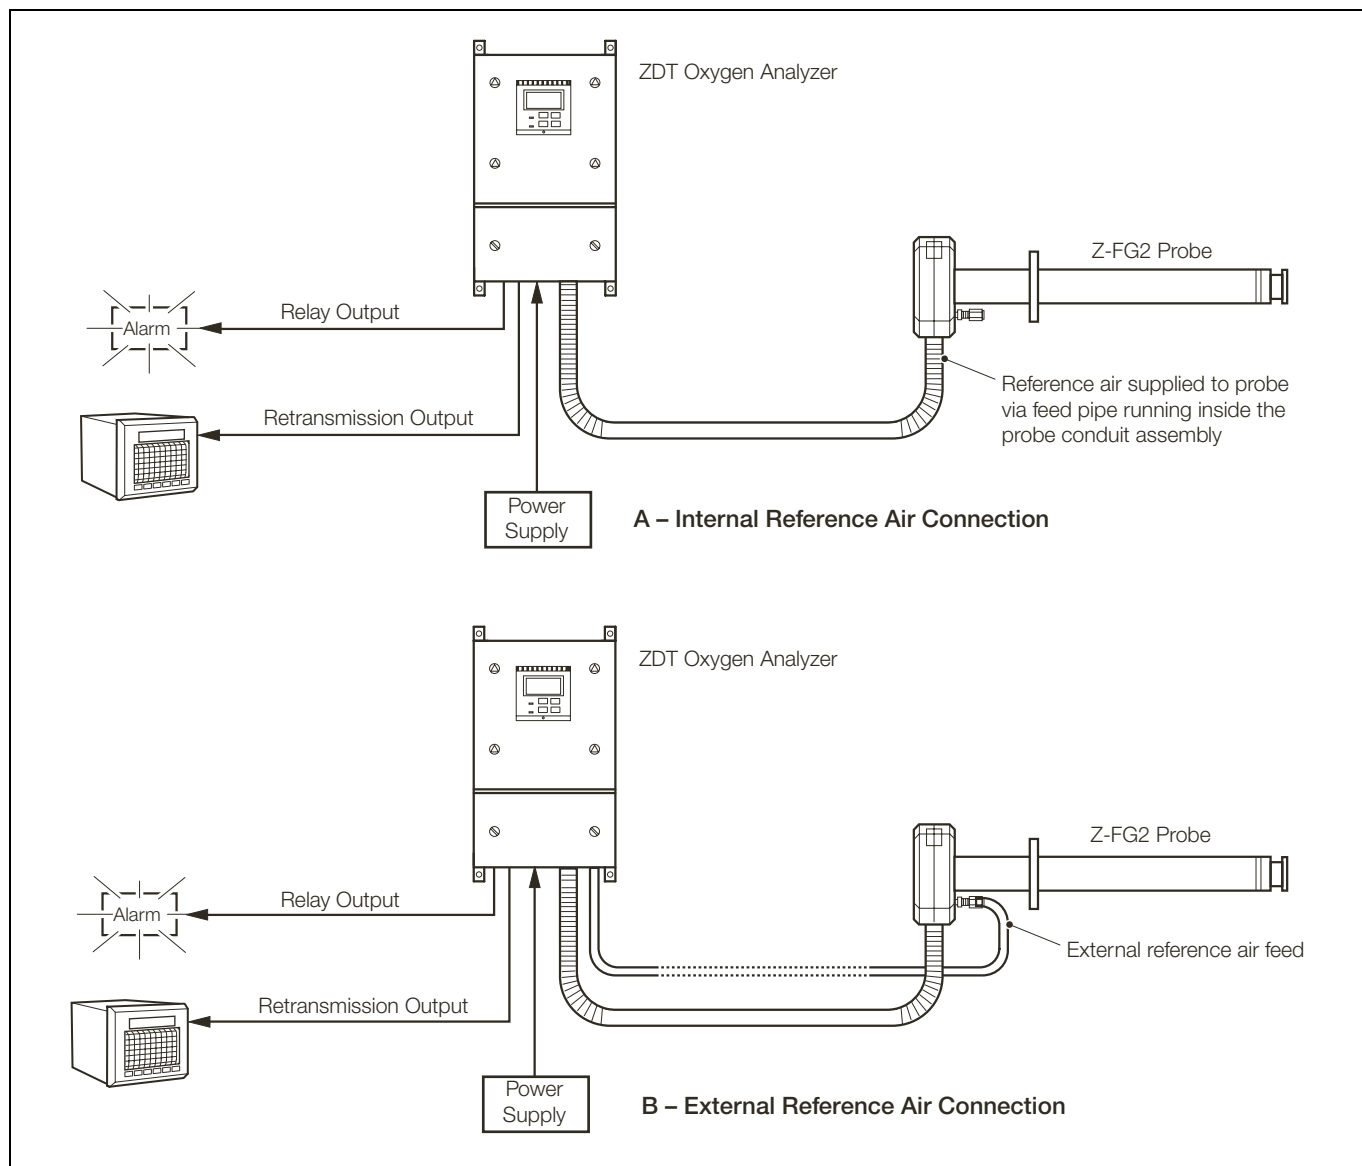 ZDT Oxygen Analyzer
Z-FG2 Probe
Relay Output
Alarm
Reference air supplied to probe
via feed pipe running inside the
probe conduit assembly
Retransmission Output
Power
Supply
A – Internal Reference Air Connection
ZDT Oxygen Analyzer
Z-FG2 Probe
Relay Output
Alarm
External reference air feed
Retransmission Output
Power
Supply
B – External Reference Air Connection